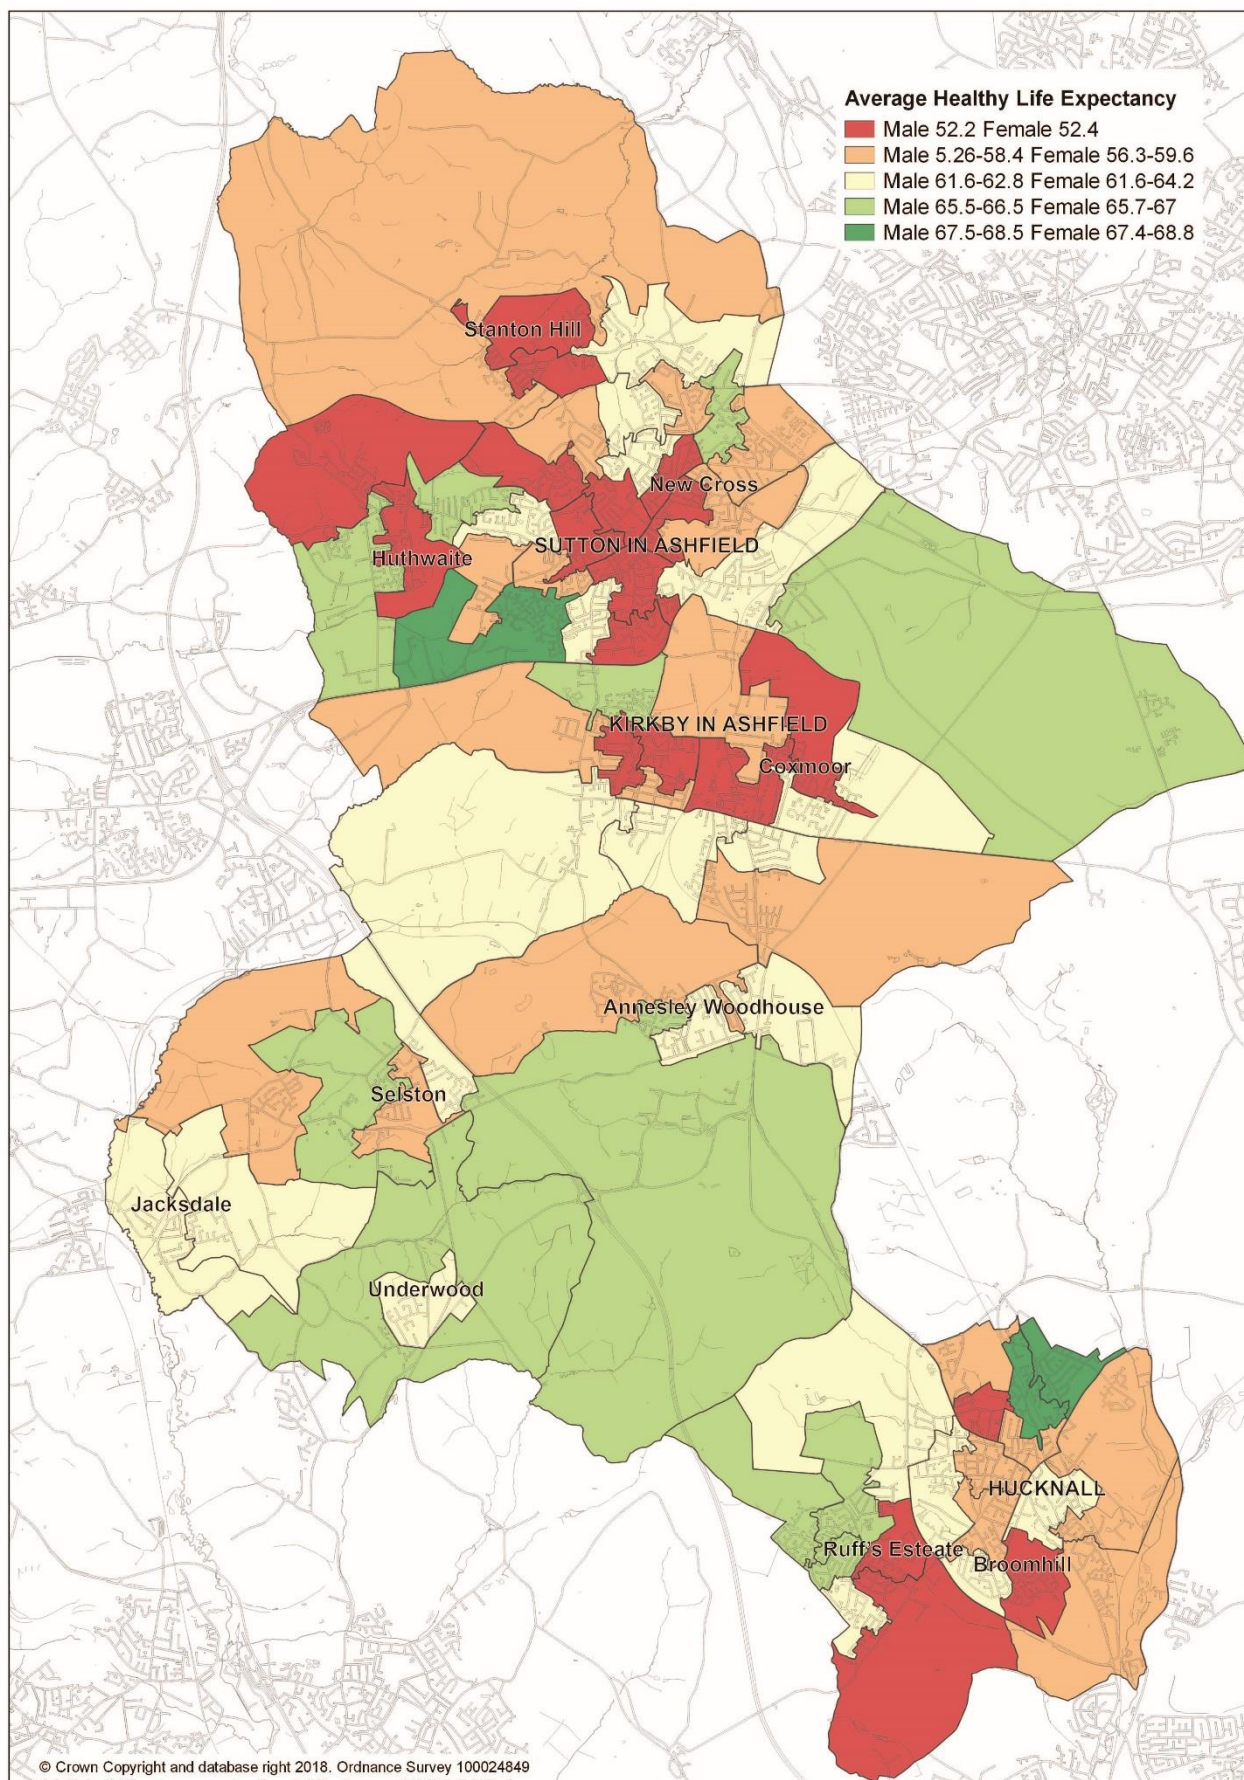 Average Healthy Life Expectancy
Male 52.2 Female 52.4
Male 5.26-58.4 Female 56.3-59.6
Male 61.6-62.8 Female 61.6-64.2
Male 65.5-66.5 Female 65.7-67
Male 67.5-68.5 Female 67.4-68.8
Stanton Hill
New Cross
SUTTON IN ASHFIELD
Huthwaite
KIRKBY IN ASHFIELD
Coxmoor
Annesley Woodhouse
Selston
Jacksdale
Underwood
HUCKNALL
Ruff's Esteate
Broomhill
© Crown Copyright and database right 2018. Ordnance Survey 100024849